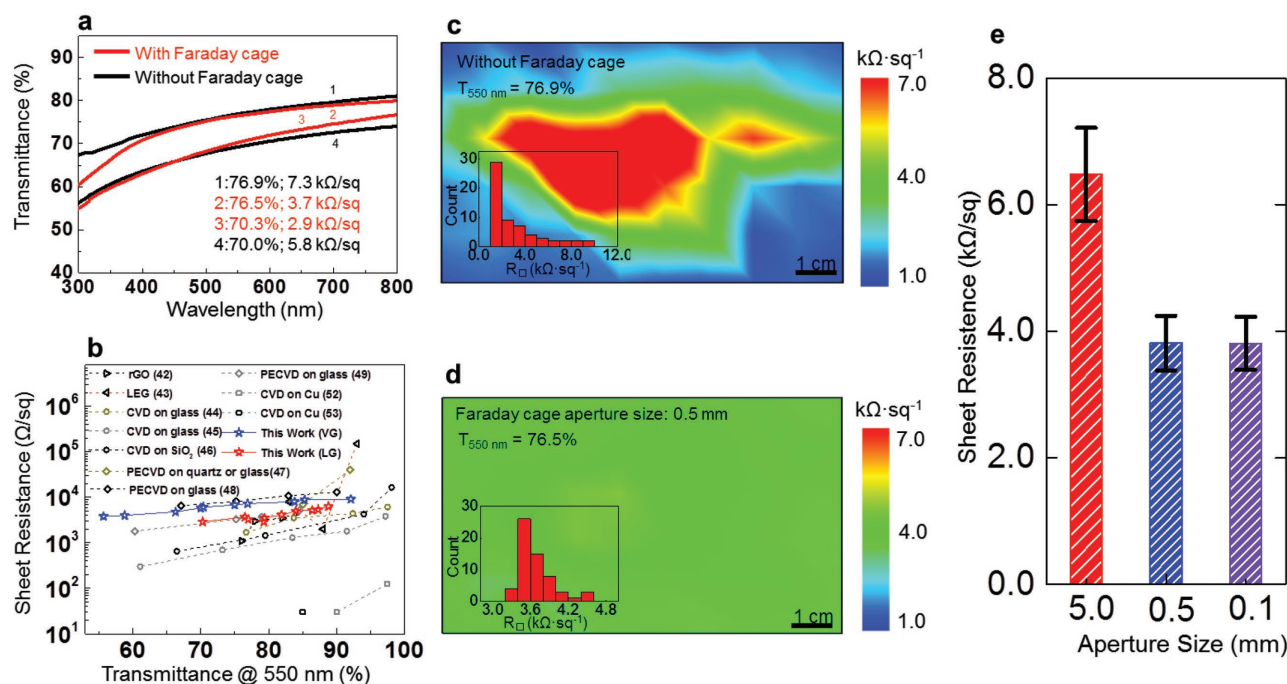 a
Transmittance (%)
90
80
70
60
50
40
With Faraday cage
Without Faraday cage
1
3 2
4
1:76.9%; 7.3 kΩ/sq
2:76.5%; 3.7 kΩ/sq
3:70.3%; 2.9 kΩ/sq
4:70.0%; 5.8 kΩ/sq
300 400 500 600 700 800
Wavelength (nm)
b
Sheet Resistance (Ω/sq)
10⁶
10⁵
10⁴
10³
10²
10¹
rGO (42)
LEG (43)
CVD on glass (44)
CVD on glass (45)
CVD on SiO₂ (46)
PECVD on quartz or glass(47)
PECVD on glass (48)
PECVD on glass (49)
CVD on Cu (52)
CVD on Cu (53)
This Work (VG)
This Work (LG)
60 70 80 90 100
Transmittance @ 550 nm (%)
c
Without Faraday cage
T₅₅₀ ₙₘ = 76.9%
Count
30
20
10
0
0.0 4.0 8.0 12.0
R□ (kΩ·sq⁻¹)
1 cm
kΩ·sq⁻¹
7.0
4.0
1.0
d
Faraday cage aperture size: 0.5 mm
T₅₅₀ ₙₘ = 76.5%
Count
30
20
10
0
3.0 3.6 4.2 4.8
R□ (kΩ·sq⁻¹)
1 cm
kΩ·sq⁻¹
7.0
4.0
1.0
e
Sheet Resistence (kΩ/sq)
8.0
6.0
4.0
2.0
0.0
5.0 0.5 0.1
Aperture Size (mm)